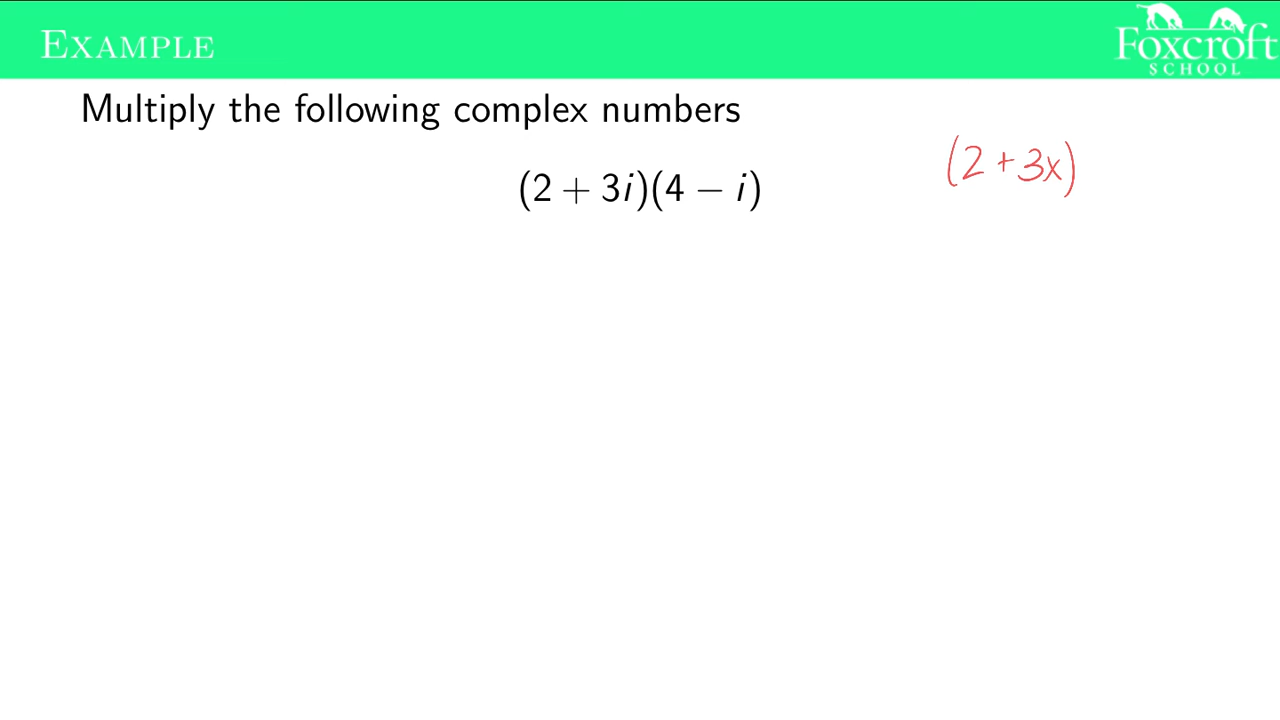 EXAMPLE
Foxcroft
SCHOOL
Multiply the following complex numbers
(2 + 3x)
(2 + 3i)(4 − i)